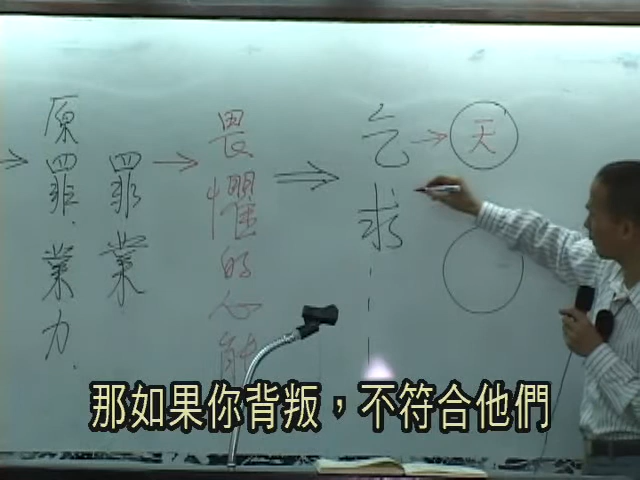 原罪、業力.
罪業
畏懼的心能
乞求
天
那如果你背叛，不符合他們